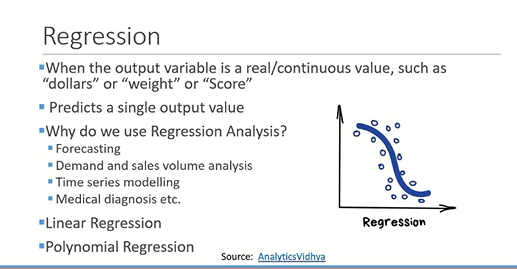 Regression
When the output variable is a real/continuous value, such as
“dollars” or “weight” or “Score”
Predicts a single output value
Why do we use Regression Analysis?
Forecasting
Demand and sales volume analysis
Time series modelling
Medical diagnosis etc.
Linear Regression
Polynomial Regression
Regression
Source: AnalyticsVidhya